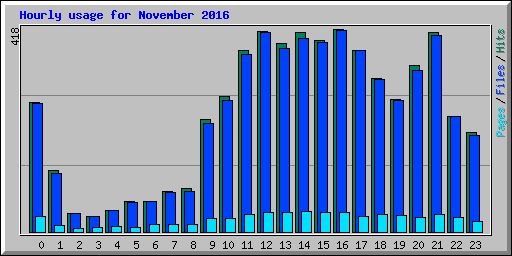 Hourly usage for November 2016
418
Pages / Files / Hits
0 1 2 3 4 5 6 7 8 9 10 11 12 13 14 15 16 17 18 19 20 21 22 23